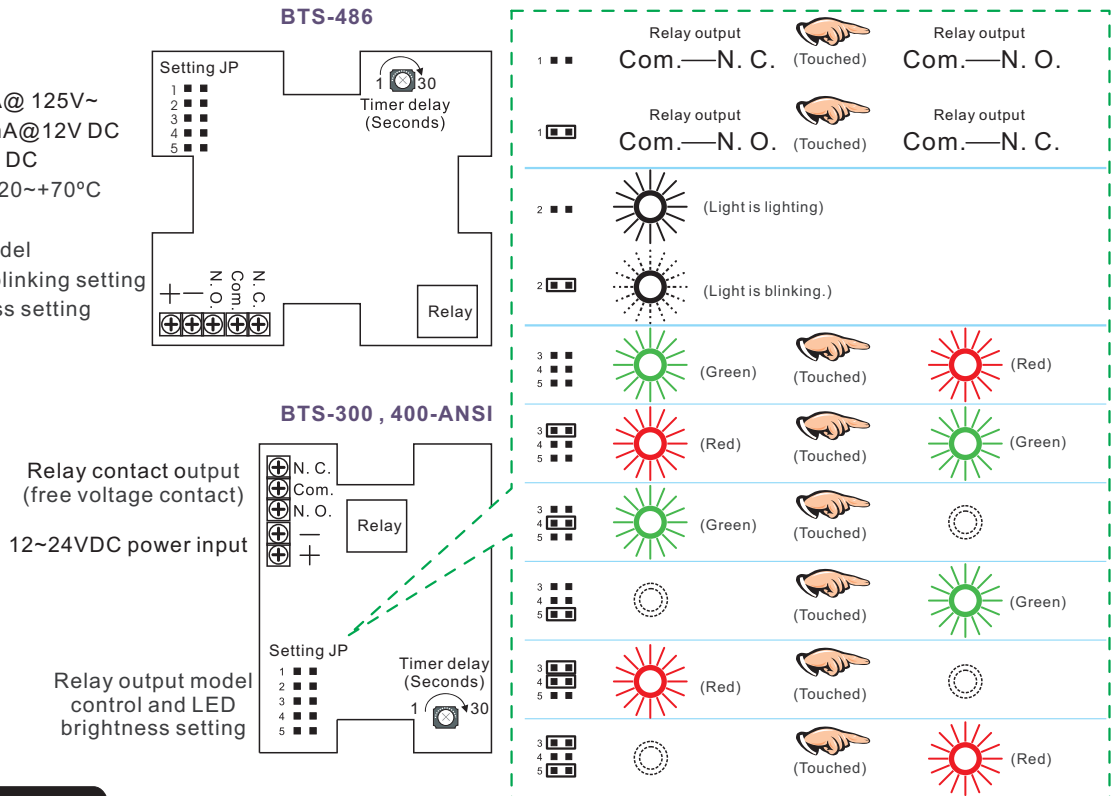 BTS-486
Setting JP
1
2
3
4
5
1 30
Timer delay
(Seconds)
@ 125V~
@12V DC
DC
20~+70ºC
blinking setting
setting
+ — N. O. Com. N. C.
Relay
BTS-300 , 400-ANSI
Relay contact output
(free voltage contact)
12~24VDC power input
N. C.
Com.
N. O.
—
+
Relay
Setting JP
1
2
3
4
5
Timer delay
(Seconds)
1 30
Relay output model
control and LED
brightness setting
Relay output Relay output
1 Com.—N. C. (Touched) Com.—N. O.
Relay output Relay output
1 Com.—N. O. (Touched) Com.—N. C.
2 (Light is lighting)
2 (Light is blinking.)
3
4 (Green) (Touched) (Red)
5
3
4 (Red) (Touched) (Green)
5
3
4 (Green) (Touched)
5
3
4 (Touched) (Green)
5
3
4 (Red) (Touched)
5
3
4 (Touched) (Red)
5